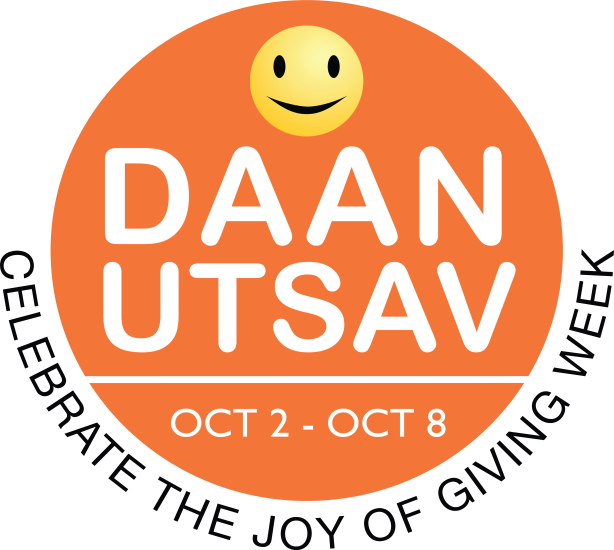 DAAN
UTSAV
OCT 2 - OCT 8
CELEBRATE THE JOY OF GIVING WEEK